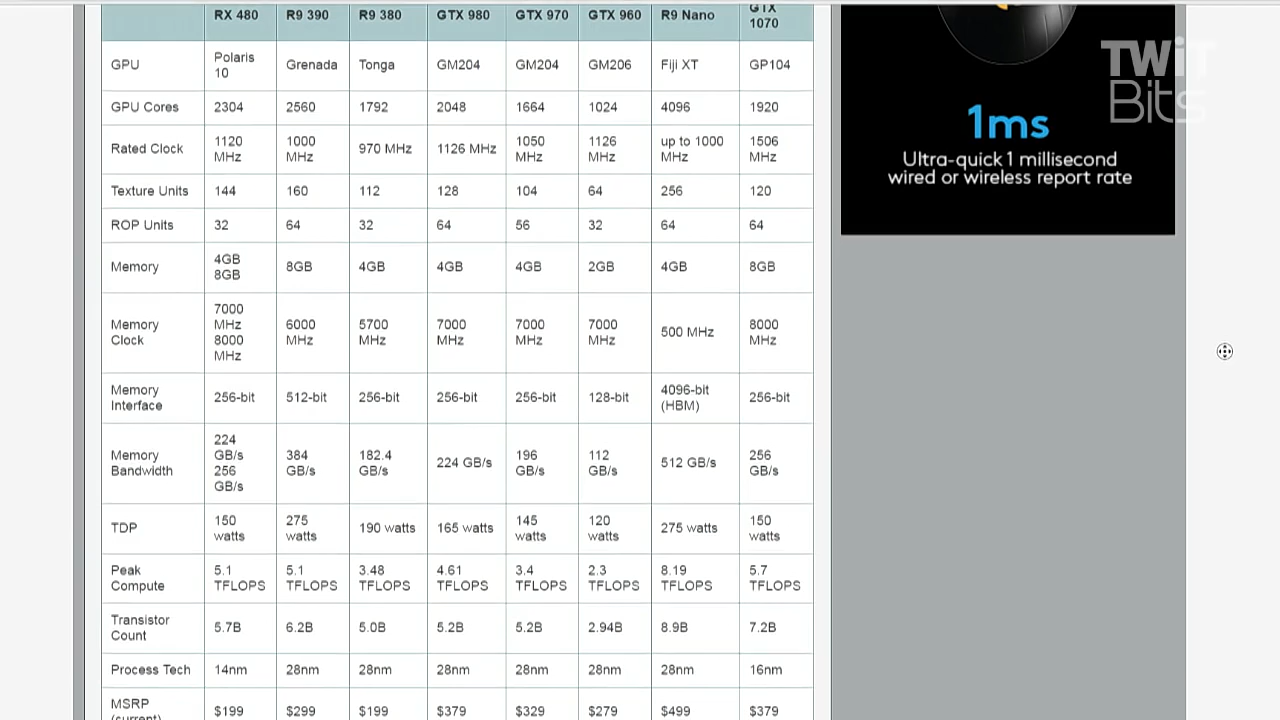 RX 480 R9 390 R9 380 GTX 980 GTX 970 GTX 960 R9 Nano GTX 1070
GPU Polaris 10 Grenada Tonga GM204 GM204 GM206 Fiji XT GP104
GPU Cores 2304 2560 1792 2048 1664 1024 4096 1920
Rated Clock 1120 MHz 1000 MHz 970 MHz 1126 MHz 1050 MHz 1126 MHz up to 1000 MHz 1506 MHz
Texture Units 144 160 112 128 104 64 256 120
ROP Units 32 64 32 64 56 32 64 64
Memory 4GB 8GB 8GB 4GB 4GB 4GB 2GB 4GB 8GB
Memory Clock 7000 MHz 8000 MHz 6000 MHz 5700 MHz 7000 MHz 7000 MHz 7000 MHz 500 MHz 8000 MHz
Memory Interface 256-bit 512-bit 256-bit 256-bit 256-bit 128-bit 4096-bit (HBM) 256-bit
Memory Bandwidth 224 GB/s 256 GB/s 384 GB/s 182.4 GB/s 224 GB/s 196 GB/s 112 GB/s 512 GB/s 256 GB/s
TDP 150 watts 275 watts 190 watts 165 watts 145 watts 120 watts 275 watts 150 watts
Peak Compute 5.1 TFLOPS 5.1 TFLOPS 3.48 TFLOPS 4.61 TFLOPS 3.4 TFLOPS 2.3 TFLOPS 8.19 TFLOPS 5.7 TFLOPS
Transistor Count 5.7B 6.2B 5.0B 5.2B 5.2B 2.94B 8.9B 7.2B
Process Tech 14nm 28nm 28nm 28nm 28nm 28nm 28nm 16nm
MSRP (current) $199 $299 $199 $379 $329 $279 $499 $379
TWiT
Bits
1ms
Ultra-quick 1 millisecond
wired or wireless report rate